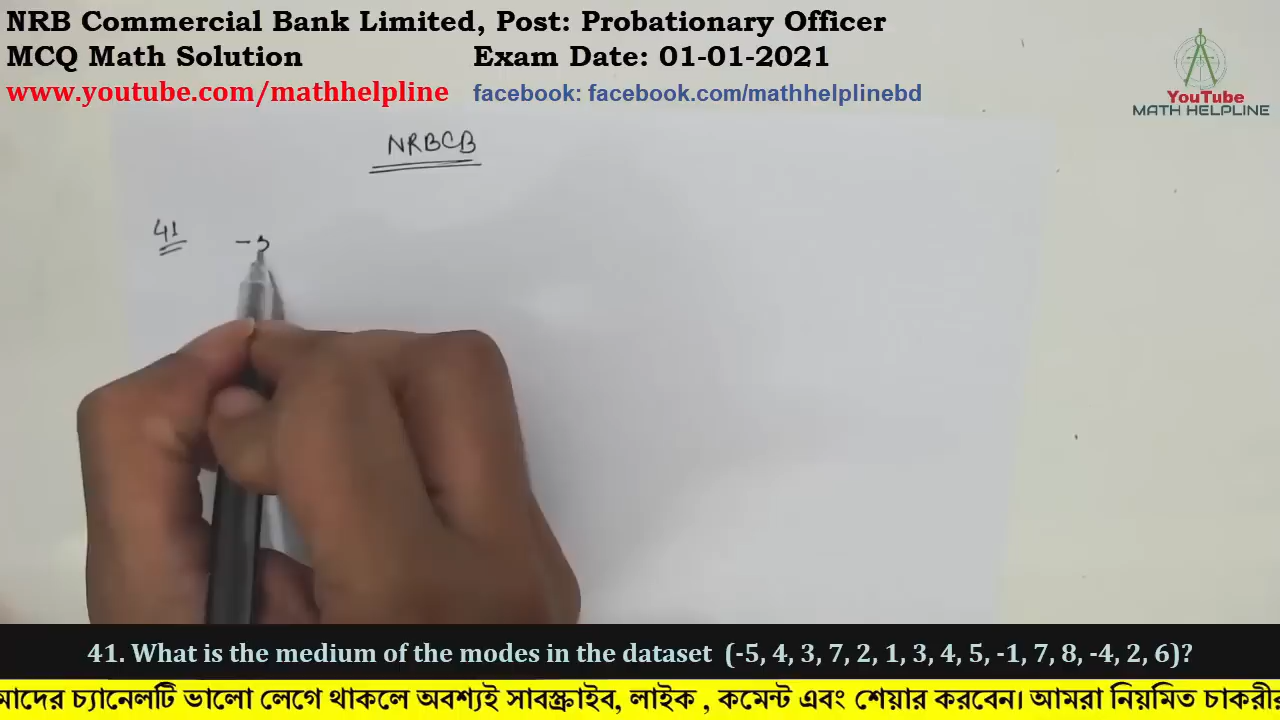 NRB Commercial Bank Limited, Post: Probationary Officer
MCQ Math Solution Exam Date: 01-01-2021
www.youtube.com/mathhelpline facebook: facebook.com/mathhelplinebd
YouTube
MATH HELPLINE
NRBCB
41 -5
41. What is the medium of the modes in the dataset (-5, 4, 3, 7, 2, 1, 3, 4, 5, -1, 7, 8, -4, 2, 6)?
মাদের চ্যানেলটি ভালো লেগে থাকলে অবশ্যই সাবস্ক্রাইব, লাইক , কমেন্ট এবং শেয়ার করবেন। আমরা নিয়মিত চাকরীর